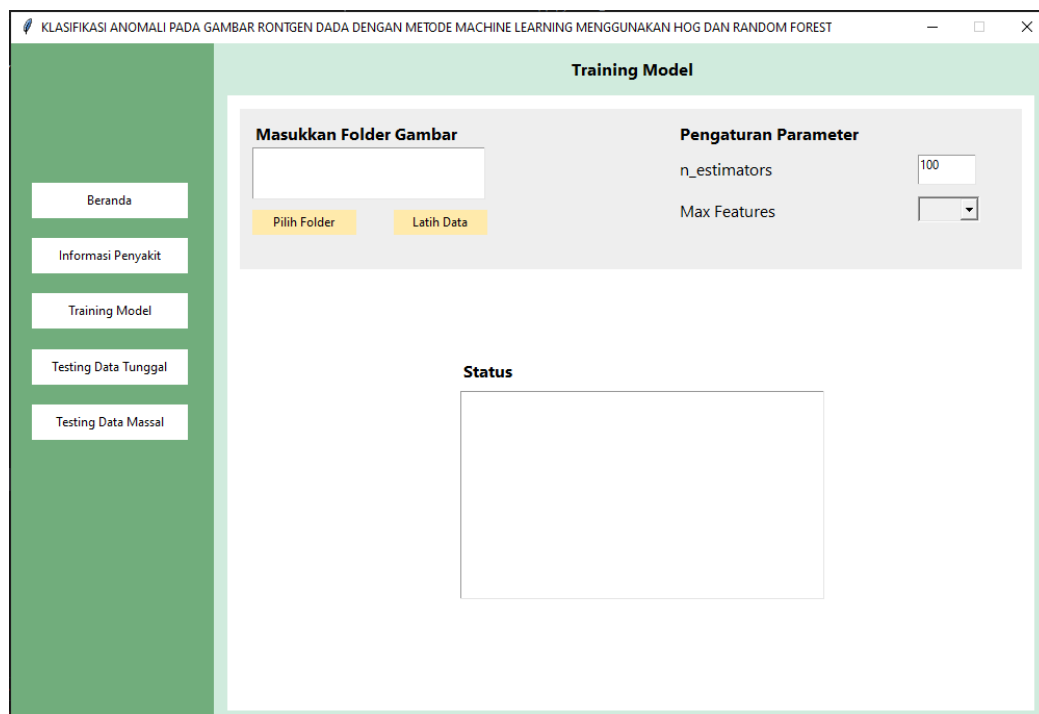 KLASIFIKASI ANOMALI PADA GAMBAR RONTGEN DADA DENGAN METODE MACHINE LEARNING MENGGUNAKAN HOG DAN RANDOM FOREST
Beranda
Informasi Penyakit
Training Model
Testing Data Tunggal
Testing Data Massal
Training Model
Masukkan Folder Gambar
Pilih Folder
Latih Data
Pengaturan Parameter
n_estimators
100
Max Features
Status